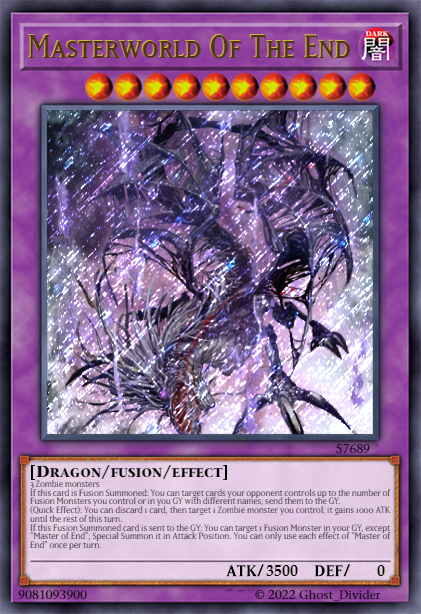 Masterworld Of The End
DARK
闇
57689
[Dragon/fusion/effect]
3 Zombie monsters
If this card is Fusion Summoned: You can target cards your opponent controls up to the number of
Fusion Monsters you control or in you GY with different names; send them to the GY.
(Quick Effect): You can discard 1 card, then target 1 Zombie monster you control; it gains 1000 ATK
until the rest of this turn.
If this Fusion Summoned card is sent to the GY: You can target 1 Fusion Monster in your GY, except
"Master of End"; Special Summon it in Attack Position. You can only use each effect of "Master of
End" once per turn.
ATK/3500 DEF/ 0
9081093900 © 2022 Ghost_Divider